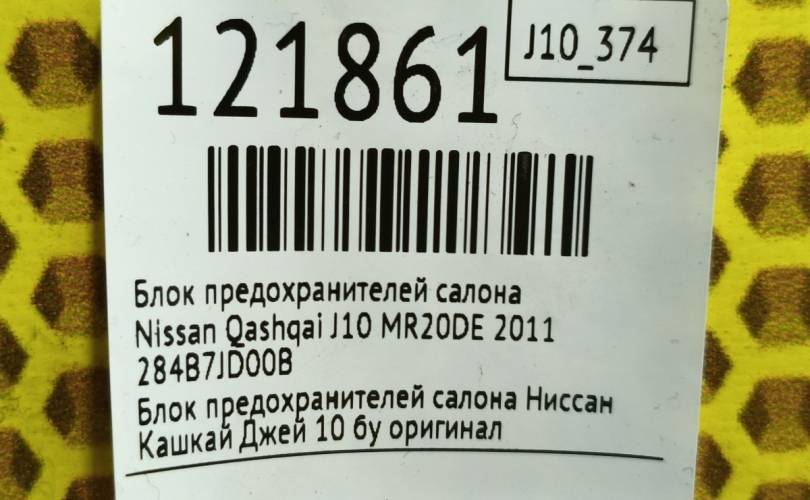 121861
J10_374
Блок предохранителей салона
Nissan Qashqai J10 MR20DE 2011
284B7JD00B
Блок предохранителей салона Ниссан
Кашкай Джей 10 бу оригинал